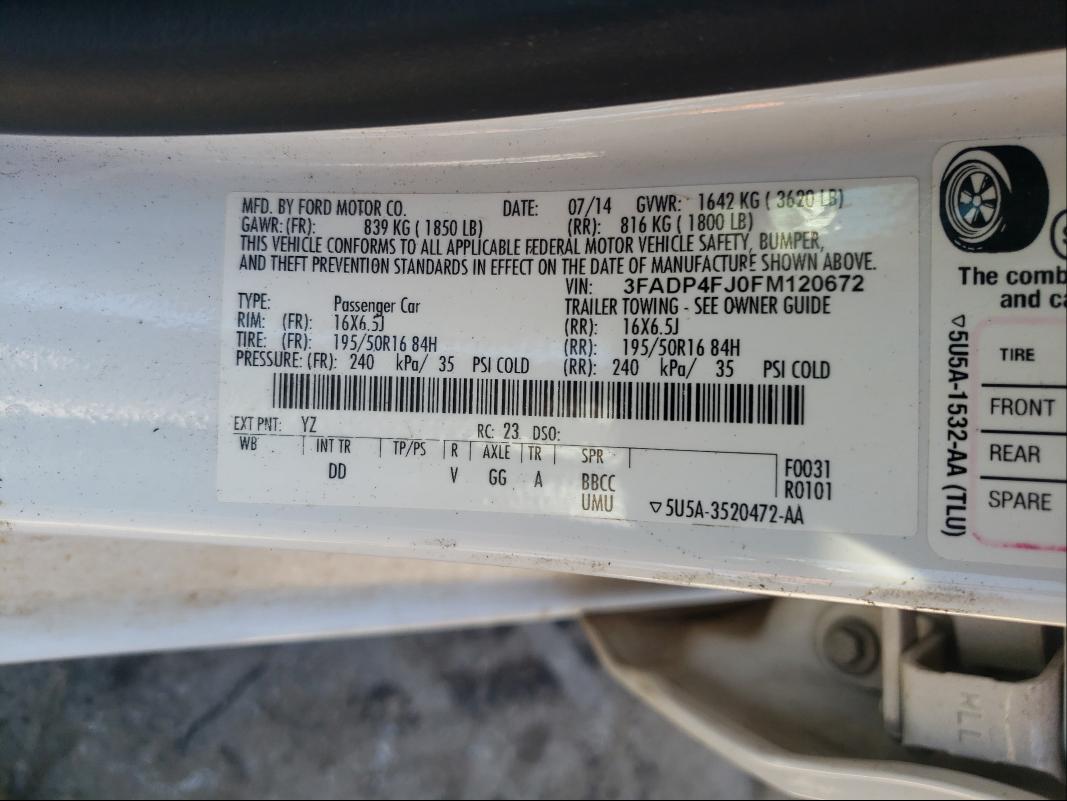 MFD. BY FORD MOTOR CO. DATE: 07/14 GVWR: 1642 KG ( 3620 LB)
GAWR: (FR): 839 KG ( 1850 LB) (RR): 816 KG ( 1800 LB)
THIS VEHICLE CONFORMS TO ALL APPLICABLE FEDERAL MOTOR VEHICLE SAFETY, BUMPER,
AND THEFT PREVENTION STANDARDS IN EFFECT ON THE DATE OF MANUFACTURE SHOWN ABOVE.
VIN: 3FADP4FJ0FM120672
TYPE: Passenger Car TRAILER TOWING - SEE OWNER GUIDE
RIM: (FR): 16X6.5J (RR): 16X6.5J
TIRE: (FR): 195/50R16 84H (RR): 195/50R16 84H
PRESSURE: (FR): 240 kPa/ 35 PSI COLD (RR): 240 kPa/ 35 PSI COLD
EXT PNT: YZ RC: 23 DSO:
WB INT TR TP/PS R AXLE TR SPR
DD V GG A BBCC
UMU
F0031
R0101
▽5U5A-3520472-AA
▽5U5A-1532-AA (TLU)
The comb
and ca
TIRE
FRONT
REAR
SPARE
WLL